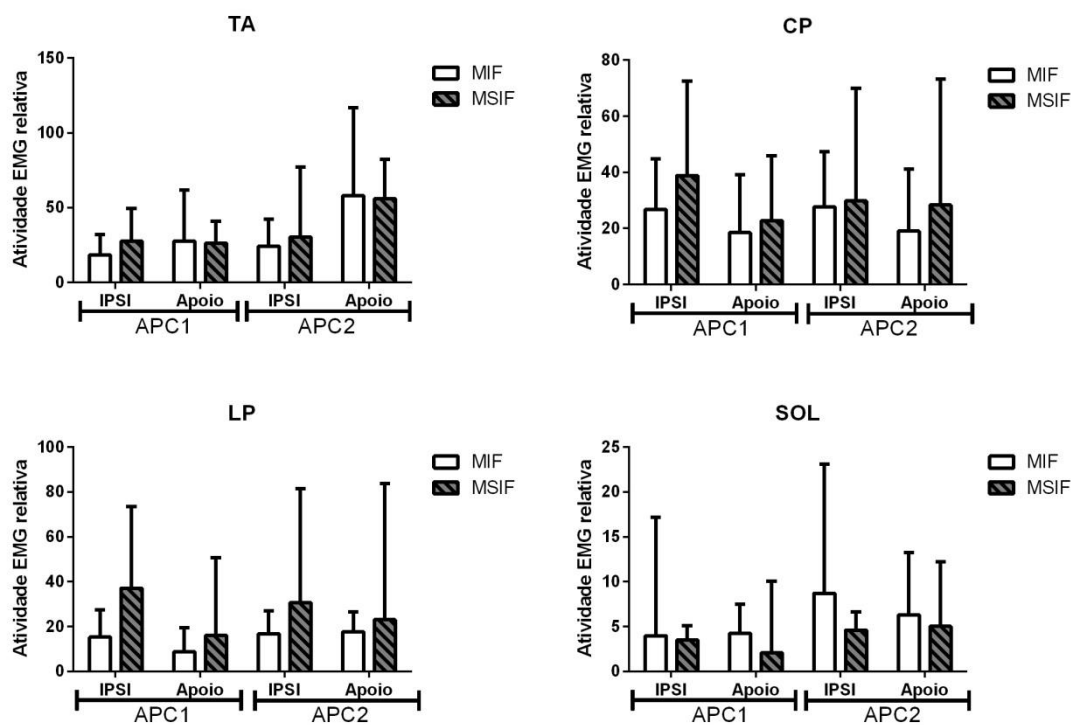 TA
150
100
50
0
Atividade EMG relativa
MIF
MSIF
IPSI Apoio IPSI Apoio
APC1 APC2
CP
80
60
40
20
0
Atividade EMG relativa
MIF
MSIF
IPSI Apoio IPSI Apoio
APC1 APC2
LP
100
80
60
40
20
0
Atividade EMG relativa
MIF
MSIF
IPSI Apoio IPSI Apoio
APC1 APC2
SOL
25
20
15
10
5
0
Atividade EMG relativa
MIF
MSIF
IPSI Apoio IPSI Apoio
APC1 APC2